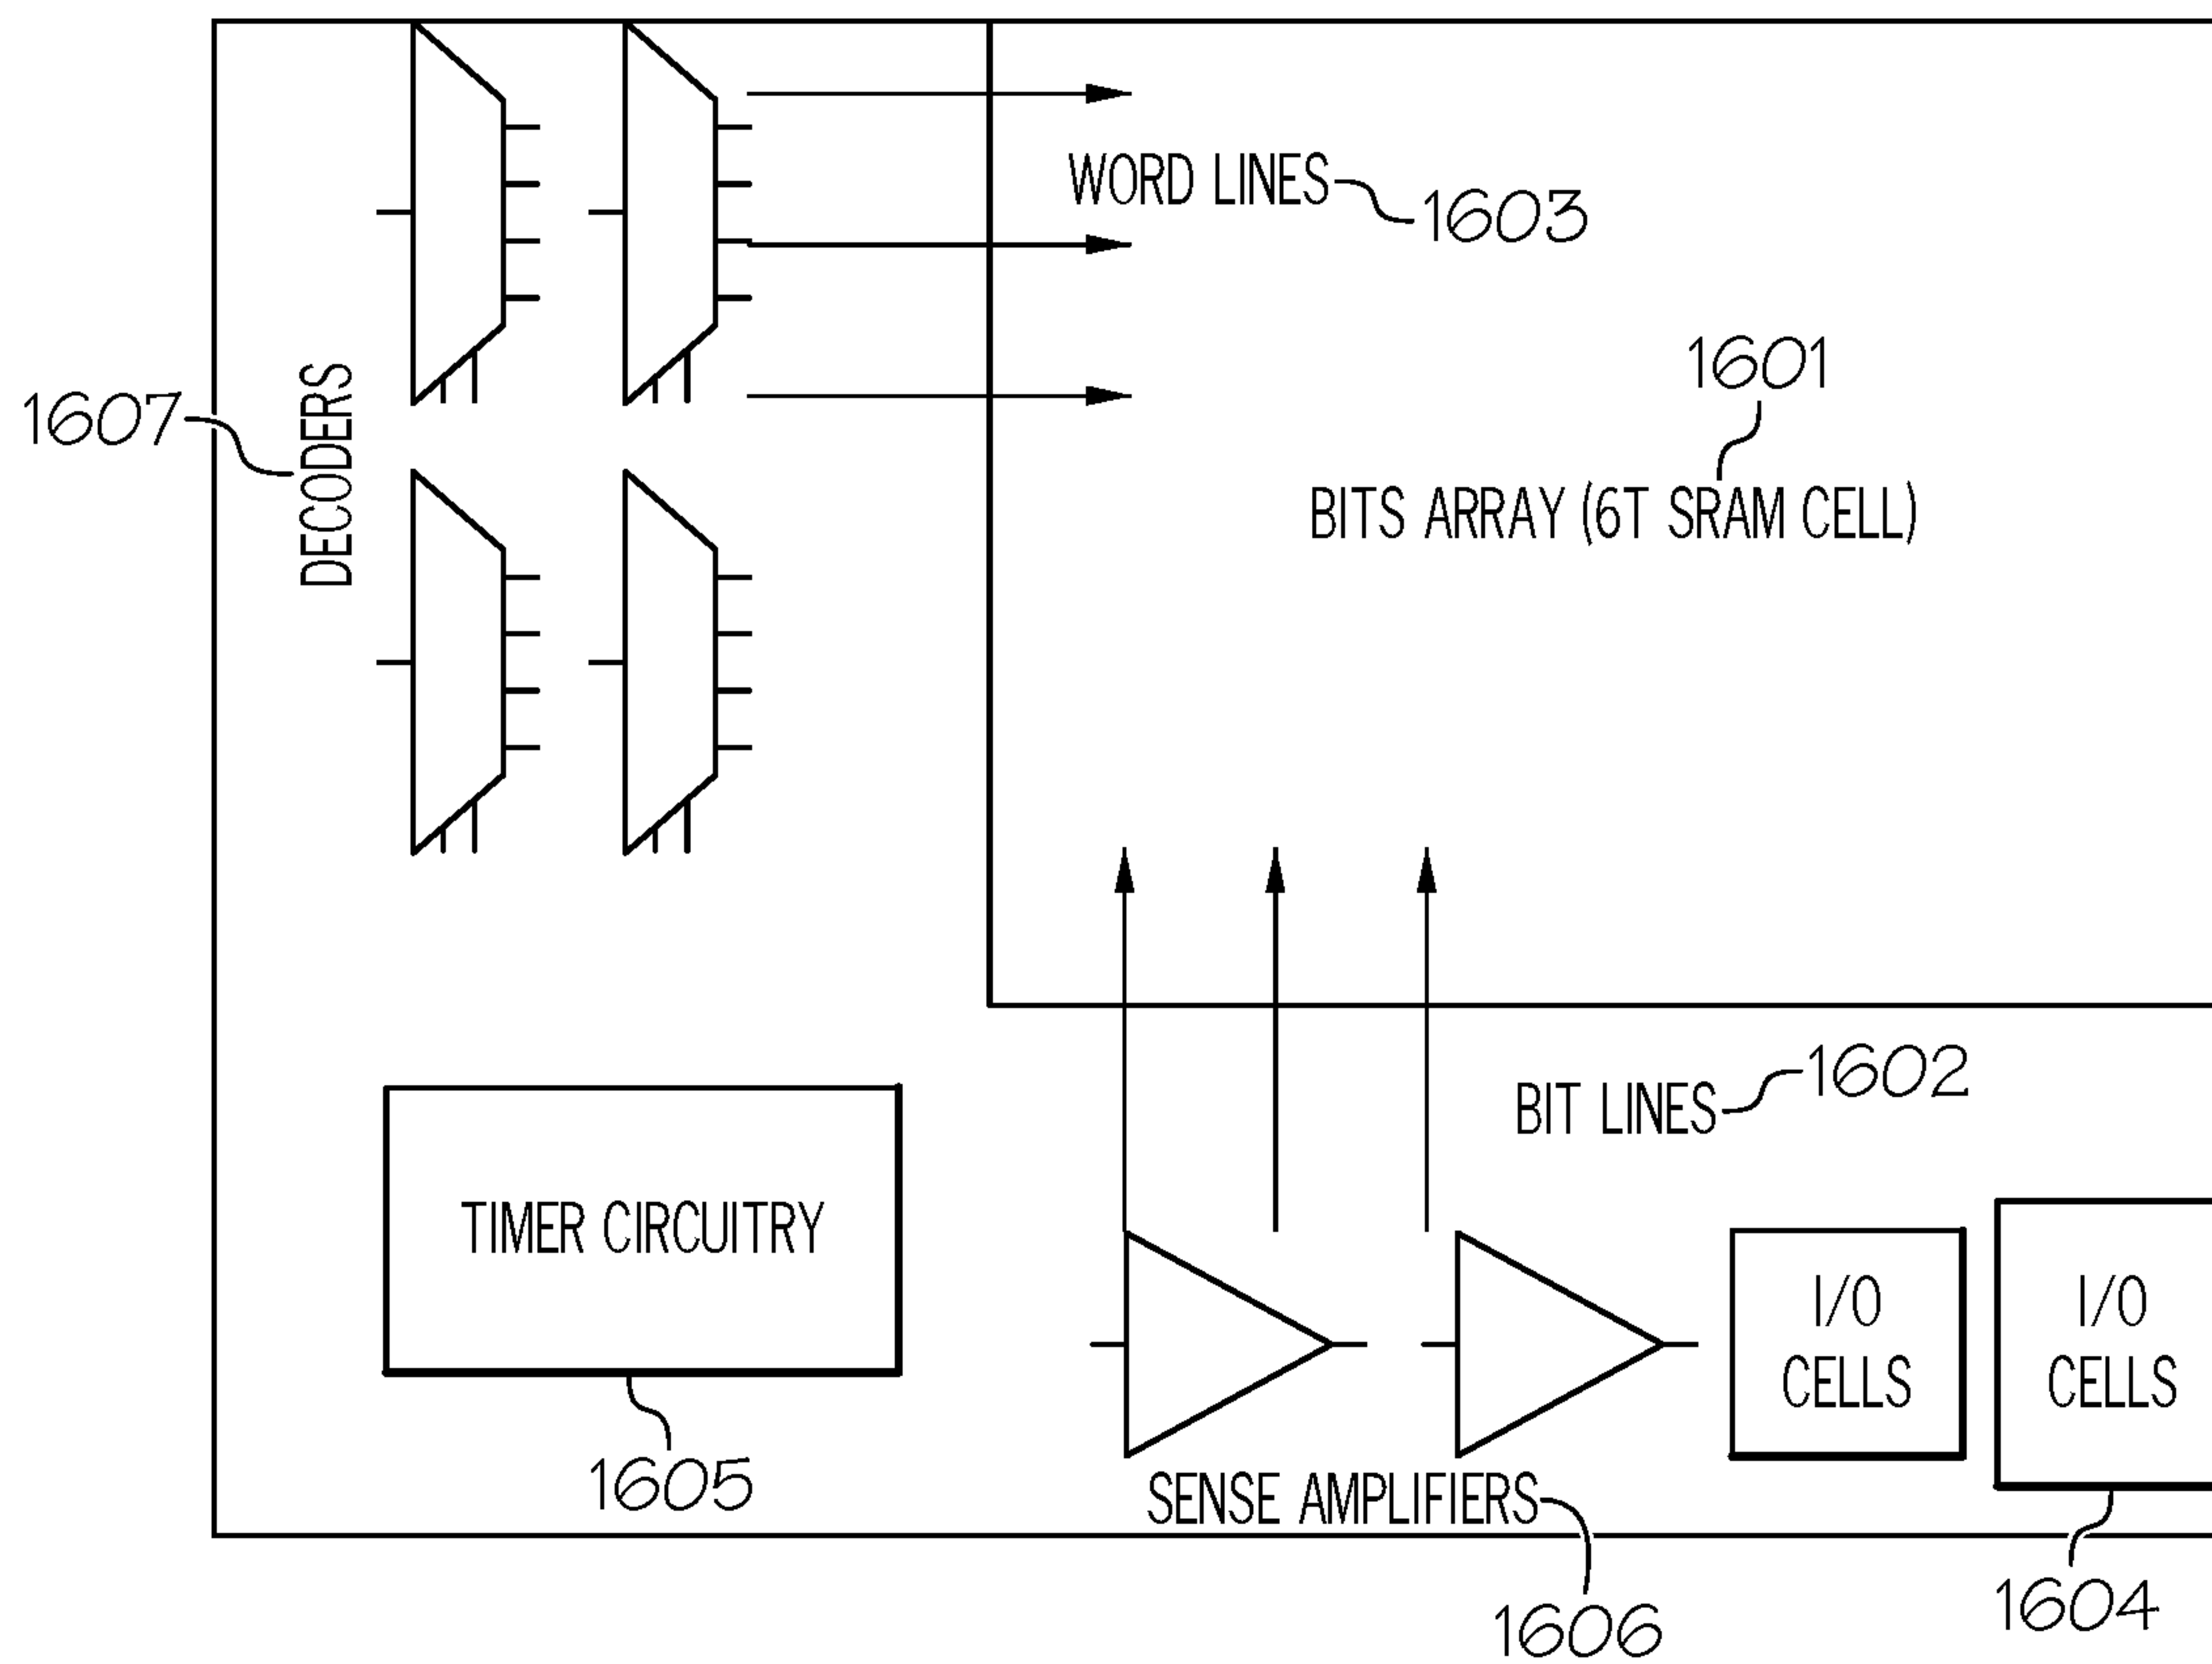 WORD LINES 1603
1601
1607
DECODERS
BITS ARRAY (6T SRAM CELL)
BIT LINES 1602
TIMER CIRCUITRY
I/O
CELLS
I/O
CELLS
1605
SENSE AMPLIFIERS
1606
1604